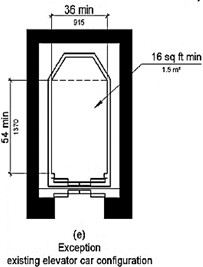 36 min
915
16 sq ft min
1.5 m²
54 min
1370
(e)
Exception
existing elevator car configuration